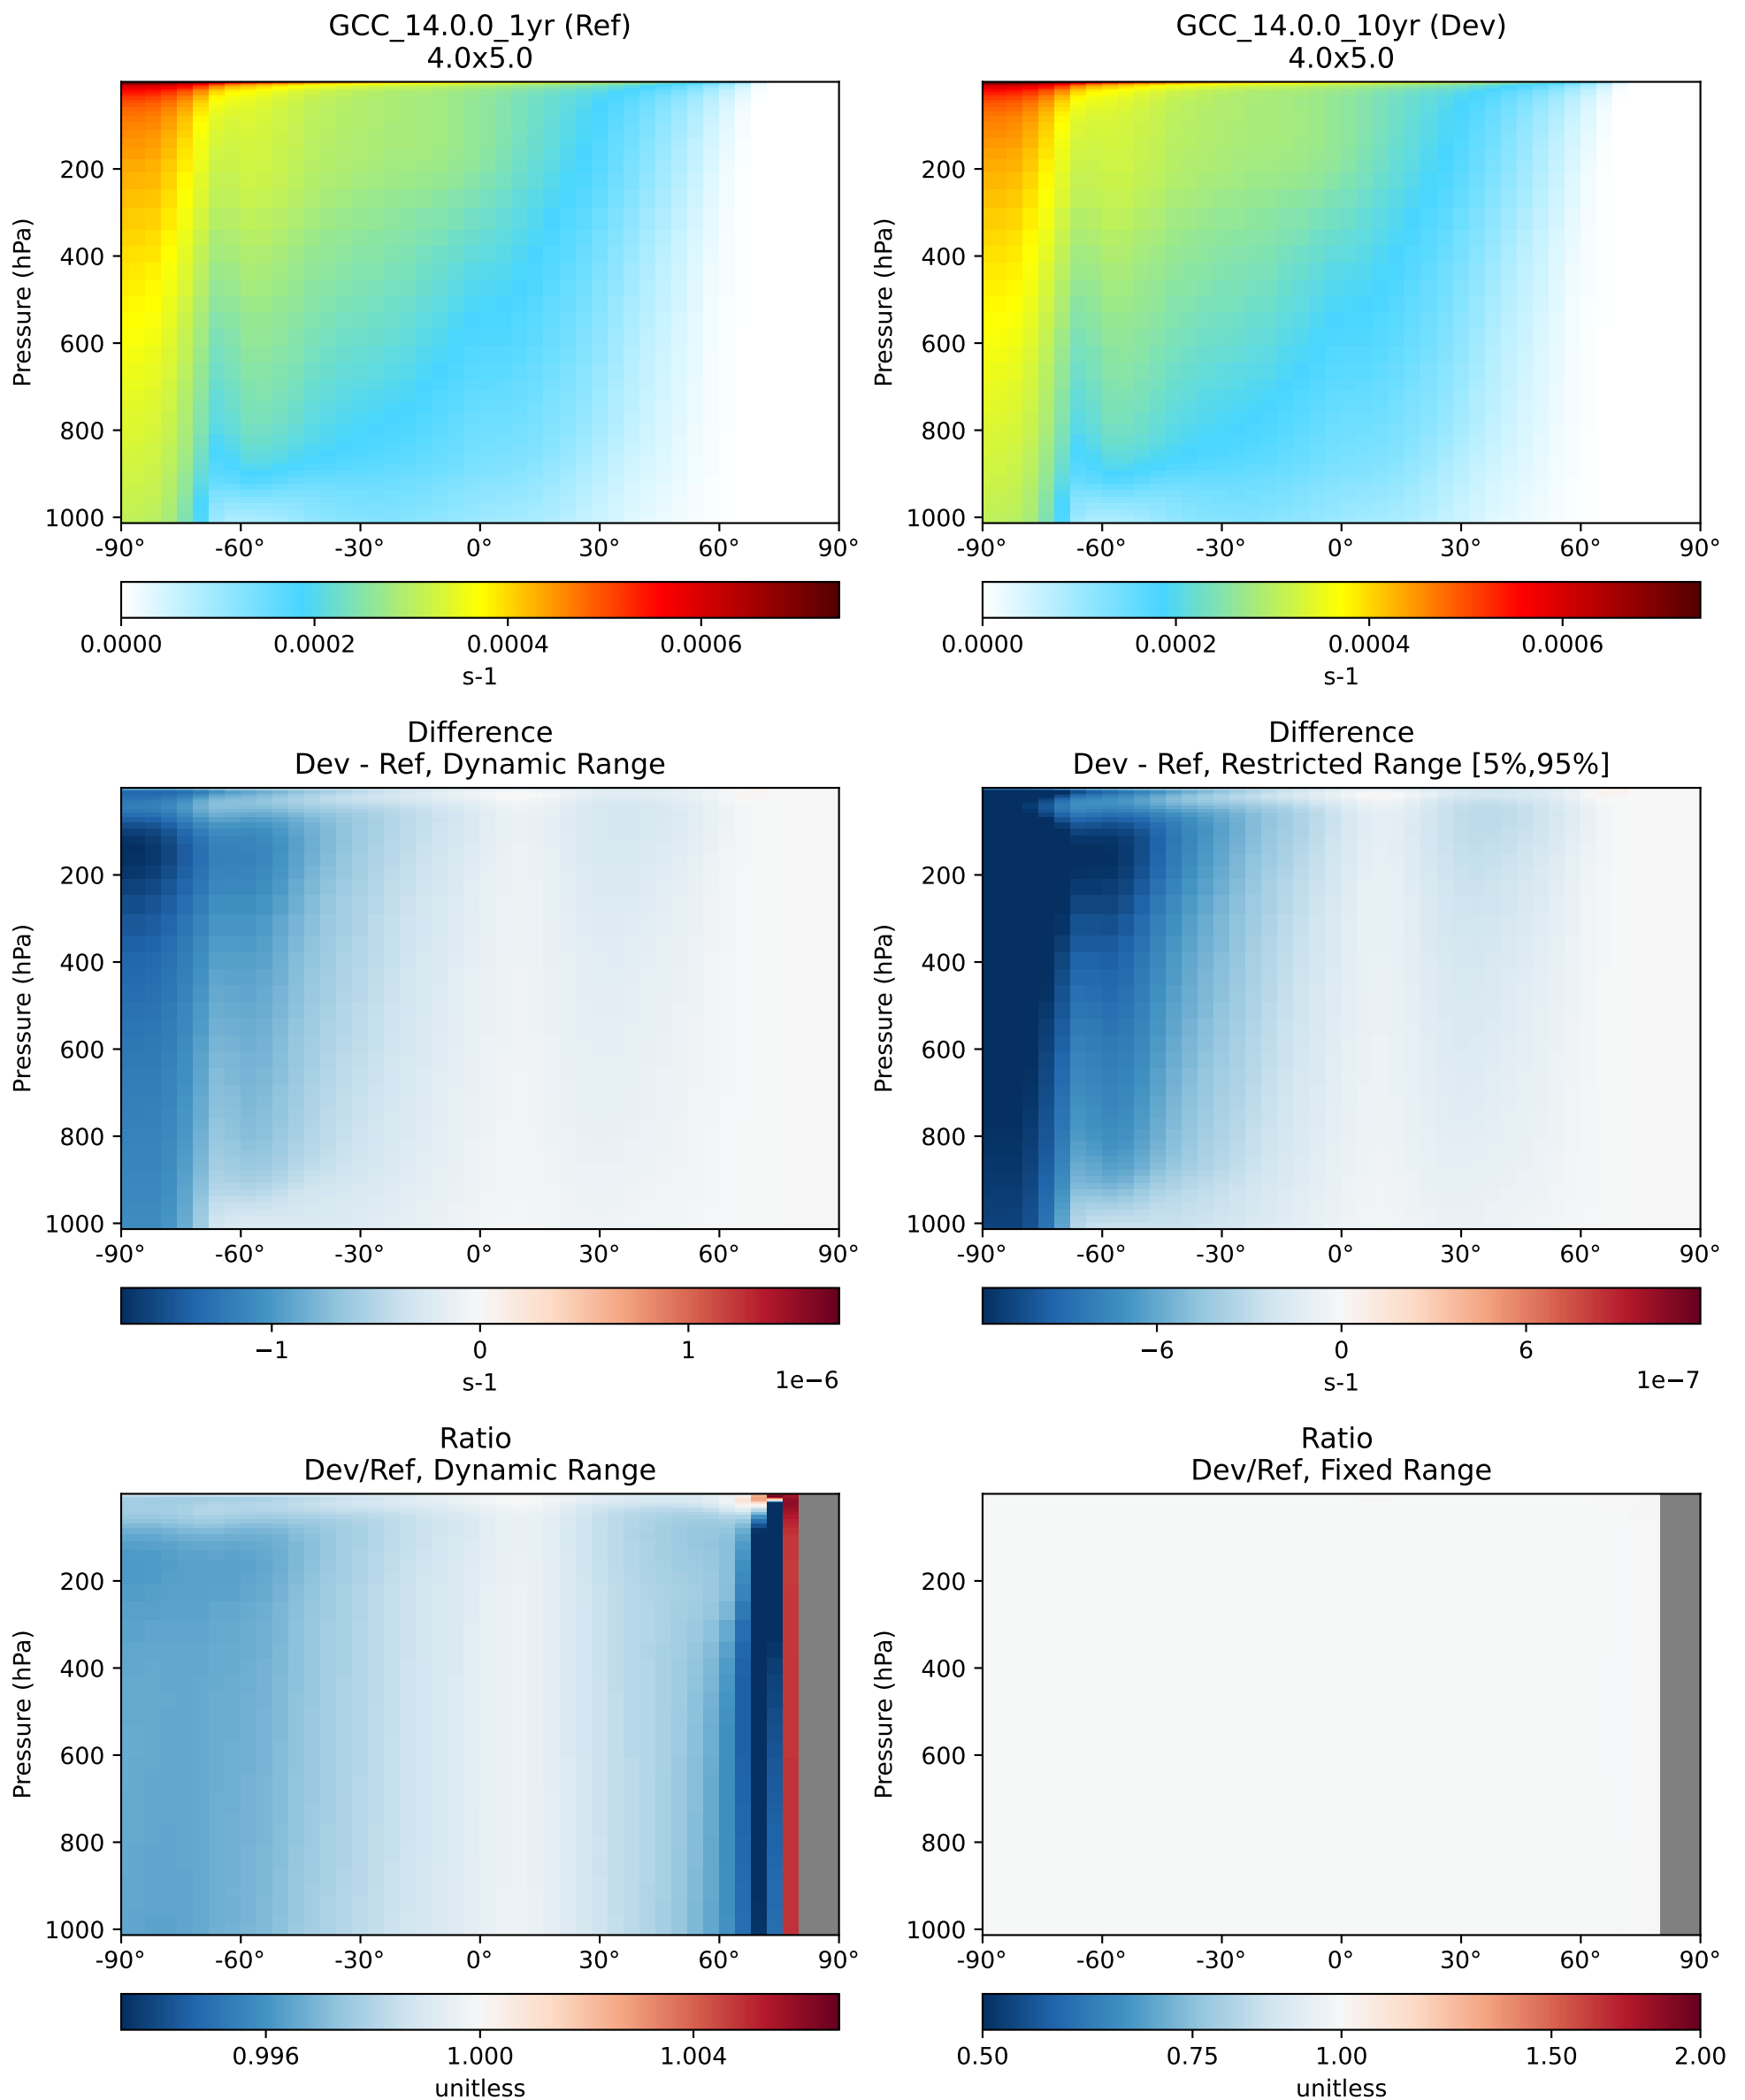 GCC_14.0.0_1yr (Ref)
4.0x5.0
Pressure (hPa)
200
400
600
800
1000
-90° -60° -30° 0° 30° 60° 90°
0.0000 0.0002 0.0004 0.0006
s-1
GCC_14.0.0_10yr (Dev)
4.0x5.0
Pressure (hPa)
200
400
600
800
1000
-90° -60° -30° 0° 30° 60° 90°
0.0000 0.0002 0.0004 0.0006
s-1
Difference
Dev - Ref, Dynamic Range
Pressure (hPa)
200
400
600
800
1000
-90° -60° -30° 0° 30° 60° 90°
−1 0 1
s-1
1e−6
Difference
Dev - Ref, Restricted Range [5%,95%]
Pressure (hPa)
200
400
600
800
1000
-90° -60° -30° 0° 30° 60° 90°
−6 0 6
s-1
1e−7
Ratio
Dev/Ref, Dynamic Range
Pressure (hPa)
200
400
600
800
1000
-90° -60° -30° 0° 30° 60° 90°
0.996 1.000 1.004
unitless
Ratio
Dev/Ref, Fixed Range
Pressure (hPa)
200
400
600
800
1000
-90° -60° -30° 0° 30° 60° 90°
0.50 0.75 1.00 1.50 2.00
unitless